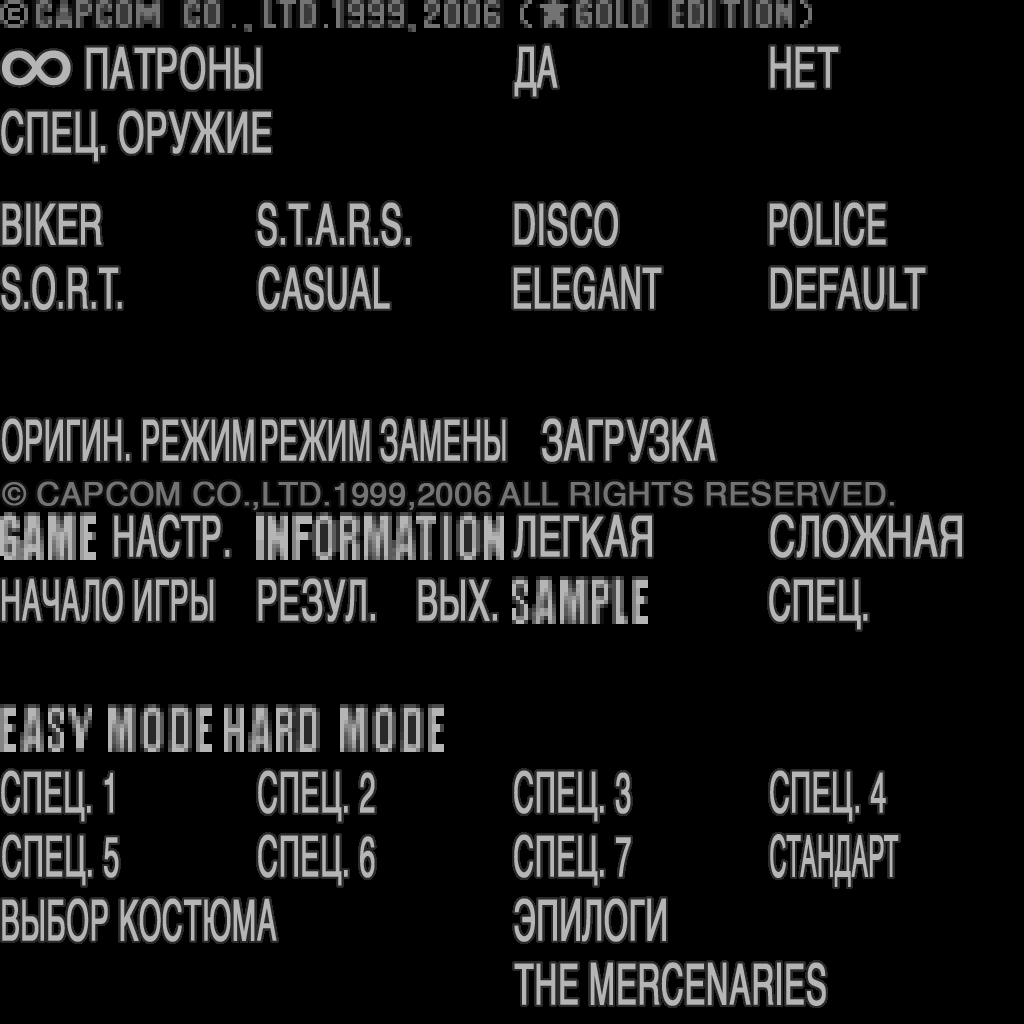 © CAPCOM CO.,LTD.1999,2006 (★GOLD EDITION)
∞ ПАТРОНЫ ДА НЕТ
СПЕЦ. ОРУЖИЕ
BIKER S.T.A.R.S. DISCO POLICE
S.O.R.T. CASUAL ELEGANT DEFAULT
ОРИГИН. РЕЖИМ РЕЖИМ ЗАМЕНЫ ЗАГРУЗКА
© CAPCOM CO.,LTD.1999,2006 ALL RIGHTS RESERVED.
GAME НАСТР. INFORMATION ЛЕГКАЯ СЛОЖНАЯ
НАЧАЛО ИГРЫ РЕЗУЛ. ВЫХ. SAMPLE СПЕЦ.
EASY MODE HARD MODE
СПЕЦ. 1 СПЕЦ. 2 СПЕЦ. 3 СПЕЦ. 4
СПЕЦ. 5 СПЕЦ. 6 СПЕЦ. 7 СТАНДАРТ
ВЫБОР КОСТЮМА ЭПИЛОГИ
THE MERCENARIES